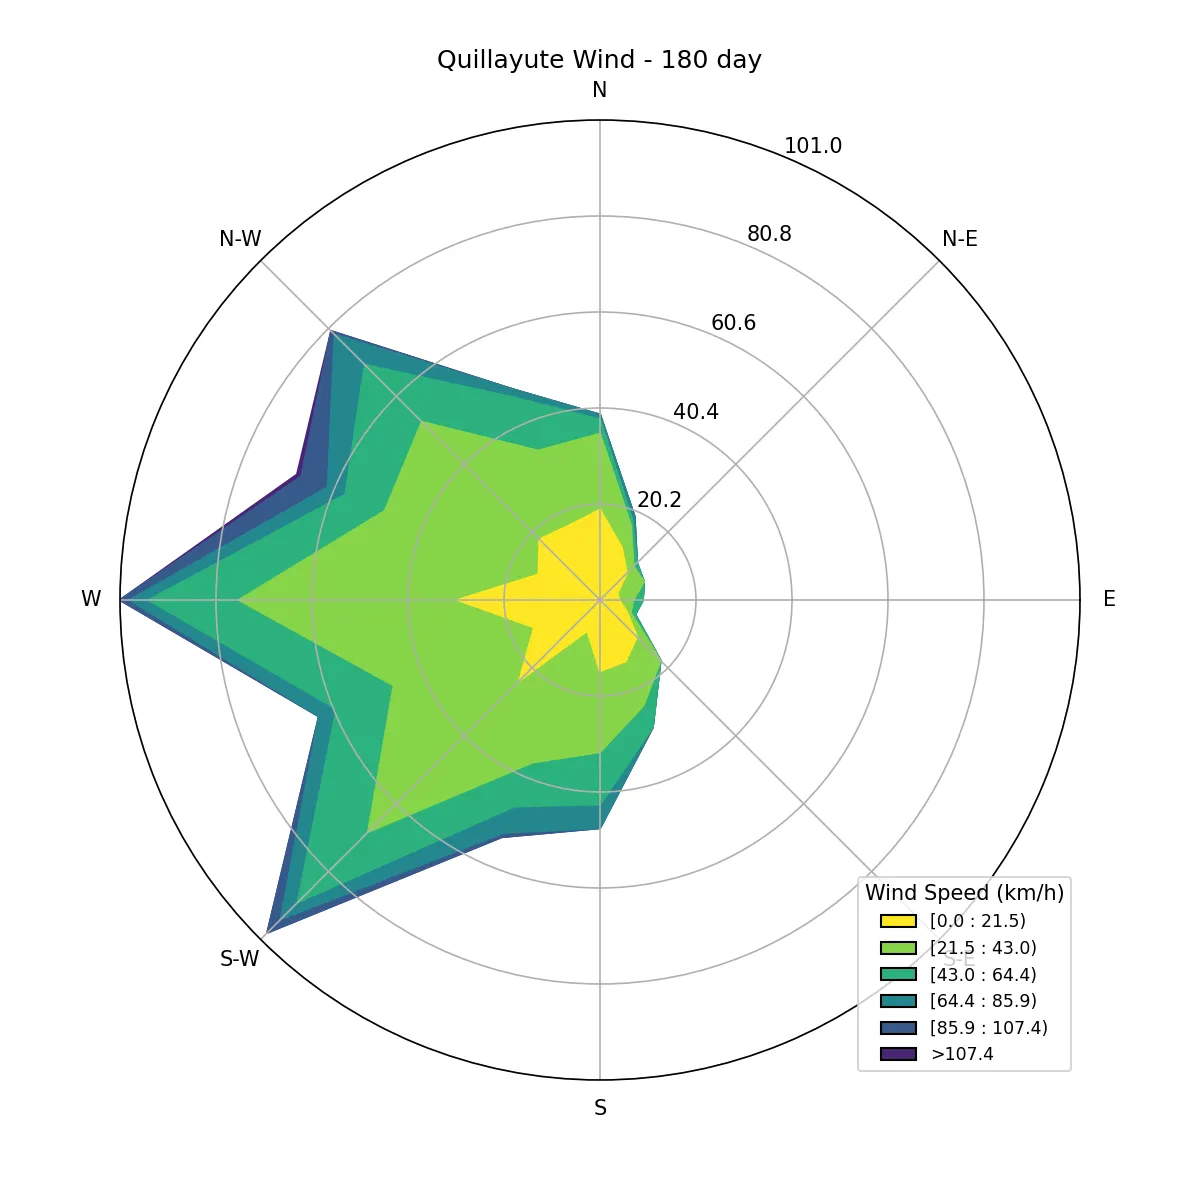 Quillayute Wind - 180 day
N
101.0
N-W
80.8
N-E
60.6
40.4
20.2
W
E
S-W
S-E
S
Wind Speed (km/h)
[0.0 : 21.5)
[21.5 : 43.0)
[43.0 : 64.4)
[64.4 : 85.9)
[85.9 : 107.4)
>107.4